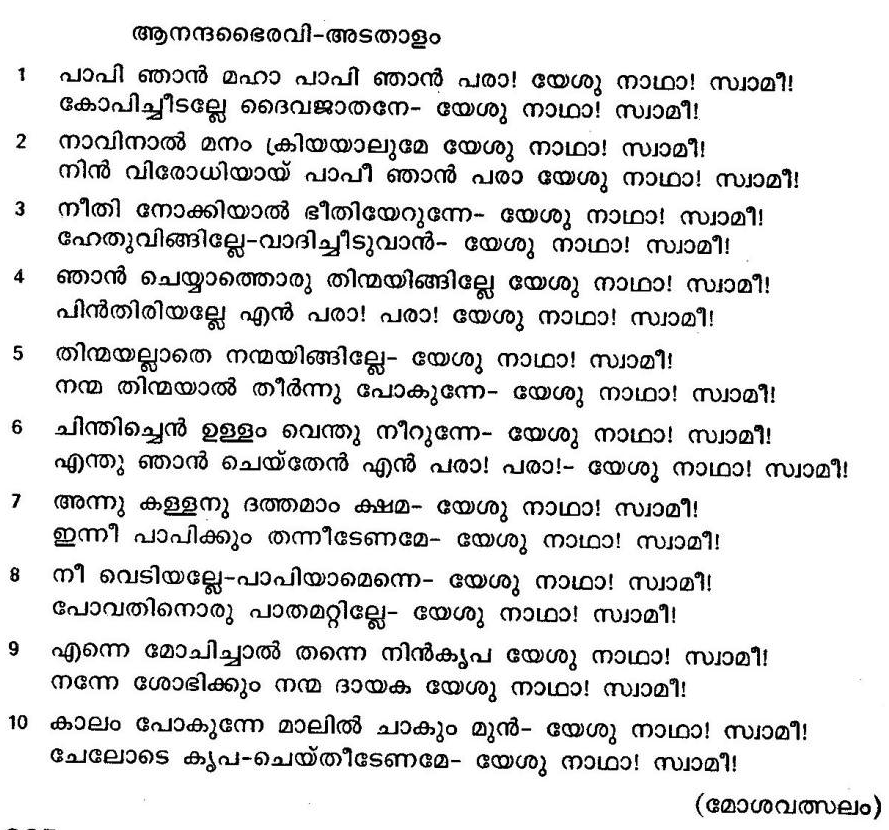 ആനന്ദഭൈരവി-അടതാളം
1 പാപി ഞാൻ മഹാ പാപി ഞാൻ പരാ! യേശു നാഥാ! സ്വാമീ!
കോപിച്ചീടല്ലേ ദൈവജാതനേ- യേശു നാഥാ! സ്വാമീ!
2 നാവിനാൽ മനം ക്രിയയാലുമേ യേശു നാഥാ! സ്വാമീ!
നിൻ വിരോധിയായ് പാപീ ഞാൻ പരാ യേശു നാഥാ! സ്വാമീ!
3 നീതി നോക്കിയാൽ ഭീതിയേറുന്നേ- യേശു നാഥാ! സ്വാമീ!
ഹേതുവിങ്ങില്ലേ-വാദിച്ചീടുവാൻ- യേശു നാഥാ! സ്വാമീ!
4 ഞാൻ ചെയ്യാത്തൊരു തിന്മയിങ്ങില്ലേ യേശു നാഥാ! സ്വാമീ!
പിൻതിരിയല്ലേ എൻ പരാ! പരാ! യേശു നാഥാ! സ്വാമീ!
5 തിന്മയല്ലാതെ നന്മയിങ്ങില്ലേ- യേശു നാഥാ! സ്വാമീ!
നന്മ തിന്മയാൽ തീർന്നു പോകുന്നേ- യേശു നാഥാ! സ്വാമീ!
6 ചിന്തിച്ചെൻ ഉള്ളം വെന്തു നീറുന്നേ- യേശു നാഥാ! സ്വാമീ!
എന്തു ഞാൻ ചെയ്തേൻ എൻ പരാ! പരാ!- യേശു നാഥാ! സ്വാമീ!
7 അന്നു കള്ളനു ദത്തമാം ക്ഷമ- യേശു നാഥാ! സ്വാമീ!
ഇന്നീ പാപിക്കും തന്നീടേണമേ- യേശു നാഥാ! സ്വാമീ!
8 നീ വെടിയല്ലേ-പാപിയാമെന്നെ- യേശു നാഥാ! സ്വാമീ!
പോവതിനൊരു പാതമറ്റില്ലേ- യേശു നാഥാ! സ്വാമീ!
9 എന്നെ മോചിച്ചാൽ തന്നെ നിൻകൃപ യേശു നാഥാ! സ്വാമീ!
നന്നേ ശോഭിക്കും നന്മ ദായക യേശു നാഥാ! സ്വാമീ!
10 കാലം പോകുന്നേ മാലിൽ ചാകും മുൻ- യേശു നാഥാ! സ്വാമീ!
ചേലോടെ കൃപ-ചെയ്തീടേണമേ- യേശു നാഥാ! സ്വാമീ!
(മോശവത്സലം)